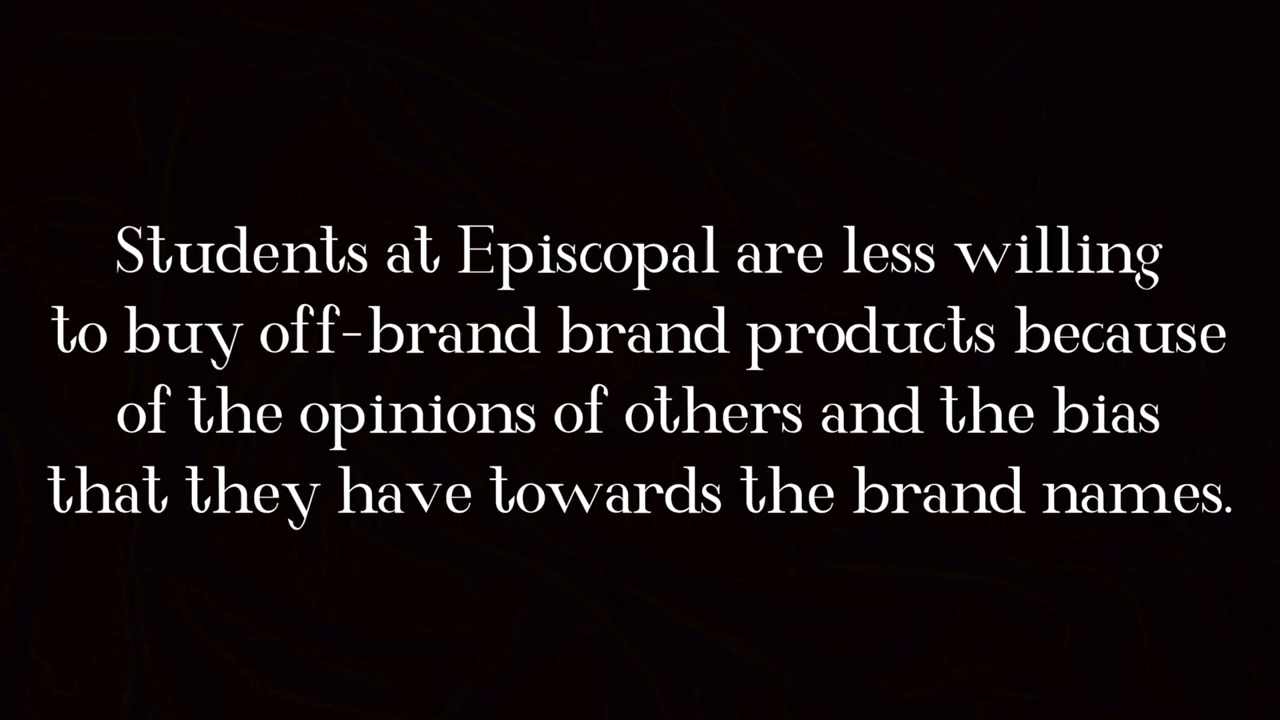 Students at Episcopal are less willing
to buy off-brand brand products because
of the opinions of others and the bias
that they have towards the brand names.